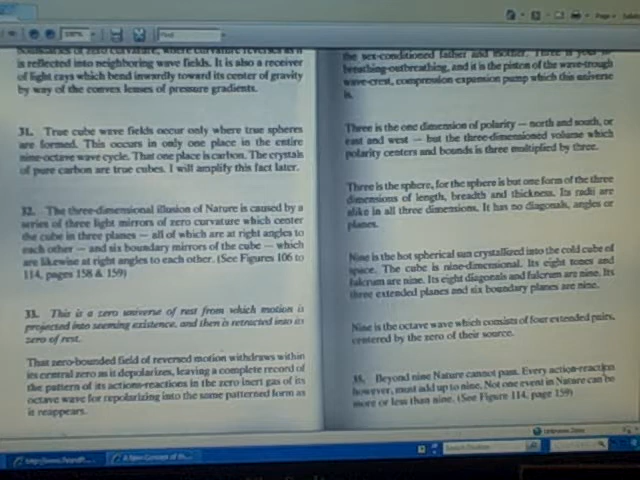 boundaries of zero curvature, where curvature reverses as it
is reflected into neighboring wave fields. It is also a receiver
of light rays which bend inwardly toward its center of gravity
by way of the convex lenses of pressure gradients.
31. True cube wave fields occur only where true spheres
are formed. This occurs in only one place in the entire
nine-octave wave cycle. That one place is carbon. The crystals
of pure carbon are true cubes. I will amplify this fact later.
32. The three-dimensional illusion of Nature is caused by a
series of three light mirrors of zero curvature which center
the cube in three planes — all of which are at right angles to
each other — and six boundary mirrors of the cube — which
are likewise at right angles to each other. (See Figures 106 to
114, pages 158 & 159)
33. This is a zero universe of rest from which motion is
projected into seeming existence, and then is retracted into its
zero of rest.
That zero-bounded field of reversed motion withdraws within
its central zero as it depolarizes, leaving a complete record of
the pattern of its actions-reactions in the zero inert gas of its
octave wave for repolarizing into the same patterned form as
it reappears.
the sex-conditioned father and mother. Three is
breathing-outbreathing, and it is the piston of the wave-trough
wave-crest, compression expansion pump which this universe
is.
Three is the one dimension of polarity — north and south, or
east and west — but the three-dimensioned volume which
polarity centers and bounds is three multiplied by three.
Three is the sphere, for the sphere is but one form of the three
dimensions of length, breadth and thickness. Its radii are
alike in all three dimensions. It has no diagonals, angles or
planes.
Nine is the hot spherical sun crystallized into the cold cube of
space. The cube is nine-dimensional. Its eight tones and
fulcrum are nine. Its eight diagonals and fulcrum are nine. Its
three extended planes and six boundary planes are nine.
Nine is the octave wave which consists of four extended pairs,
centered by the zero of their source.
35. Beyond nine Nature cannot pass. Every action-reaction
however, must add up to nine. Not one event in Nature can be
more or less than nine. (See Figure 114, page 159)
Unknown Zone
A New Concept of th...